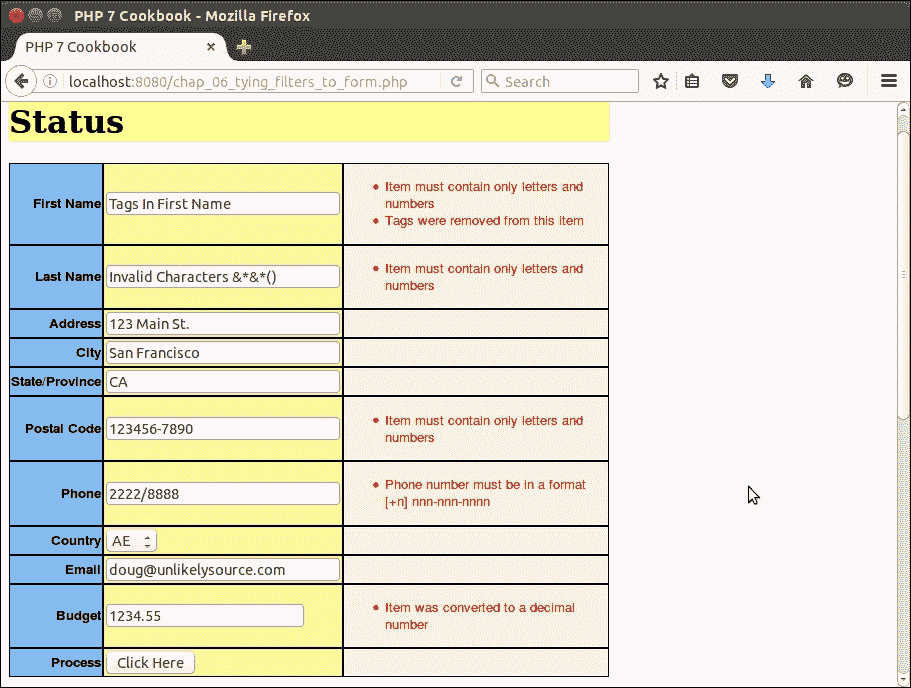 PHP 7 Cookbook - Mozilla Firefox
PHP 7 Cookbook
localhost:8080/chap_06_tying_filters_to_form.php
Search
Status
First Name
Tags In First Name
Item must contain only letters and
numbers
Tags were removed from this item
Last Name
Invalid Characters &*&*()
Item must contain only letters and
numbers
Address
123 Main St.
City
San Francisco
State/Province
CA
Postal Code
123456-7890
Item must contain only letters and
numbers
Phone
2222/8888
Phone number must be in a format
[+n] nnn-nnn-nnnn
Country
AE
Email
doug@unlikelysource.com
Budget
1234.55
Item was converted to a decimal
number
Process
Click Here